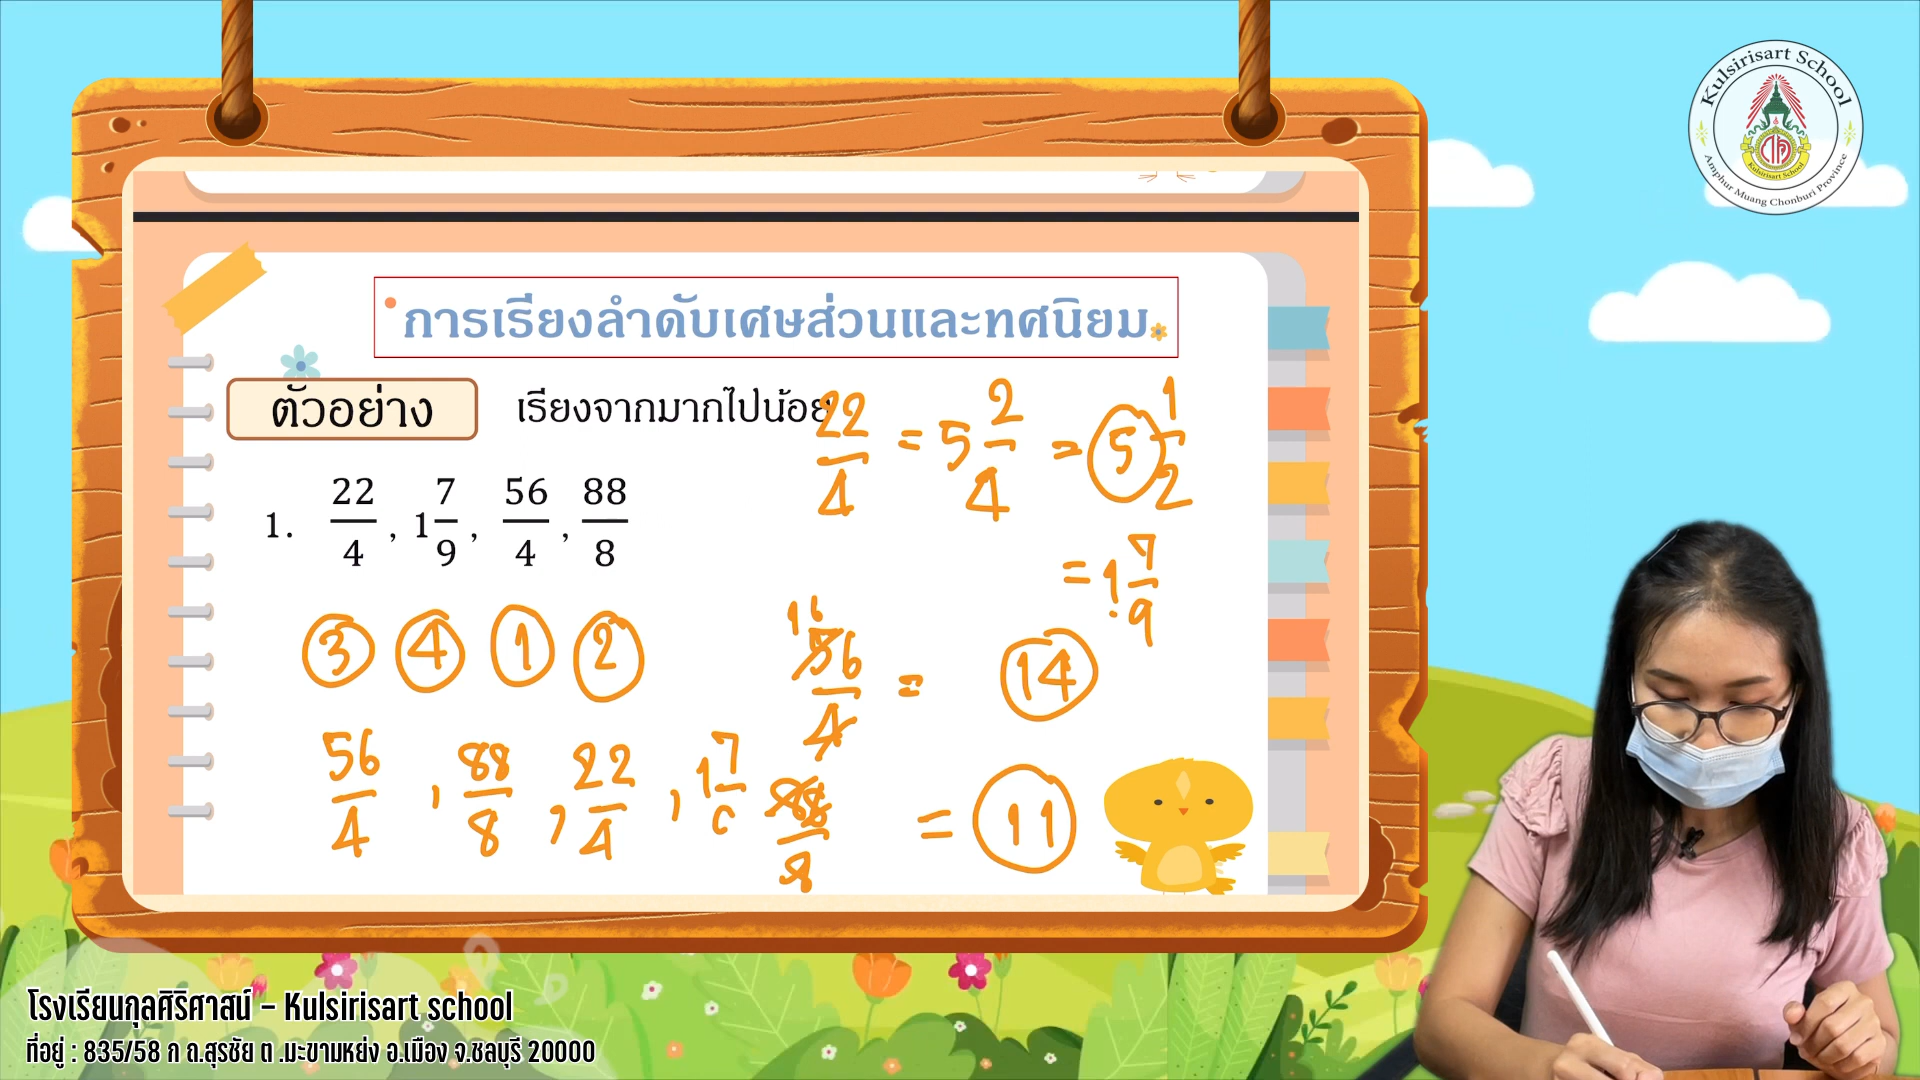 Kulsirisart School
Kulsirisart School
Amphur Muang Chonburi Province
การเรียงลำดับเศษส่วนและทศนิยม
ตัวอย่าง
เรียงจากมากไปน้อย
22/4 = 5 2/4 = 5 1/2
1. 22/4 , 1 7/9 , 56/4 , 88/8
= 1 7/9
3 4 1 2
16
56/4 = 14
56/4 , 88/8 , 22/4 , 1 7/
88/8 = 11
โรงเรียนกุลศิริศาสน์ – Kulsirisart school
ที่อยู่ : 835/58 ก ถ.สุรชัย ต .มะขามหย่ง อ.เมือง จ.ชลบุรี 20000